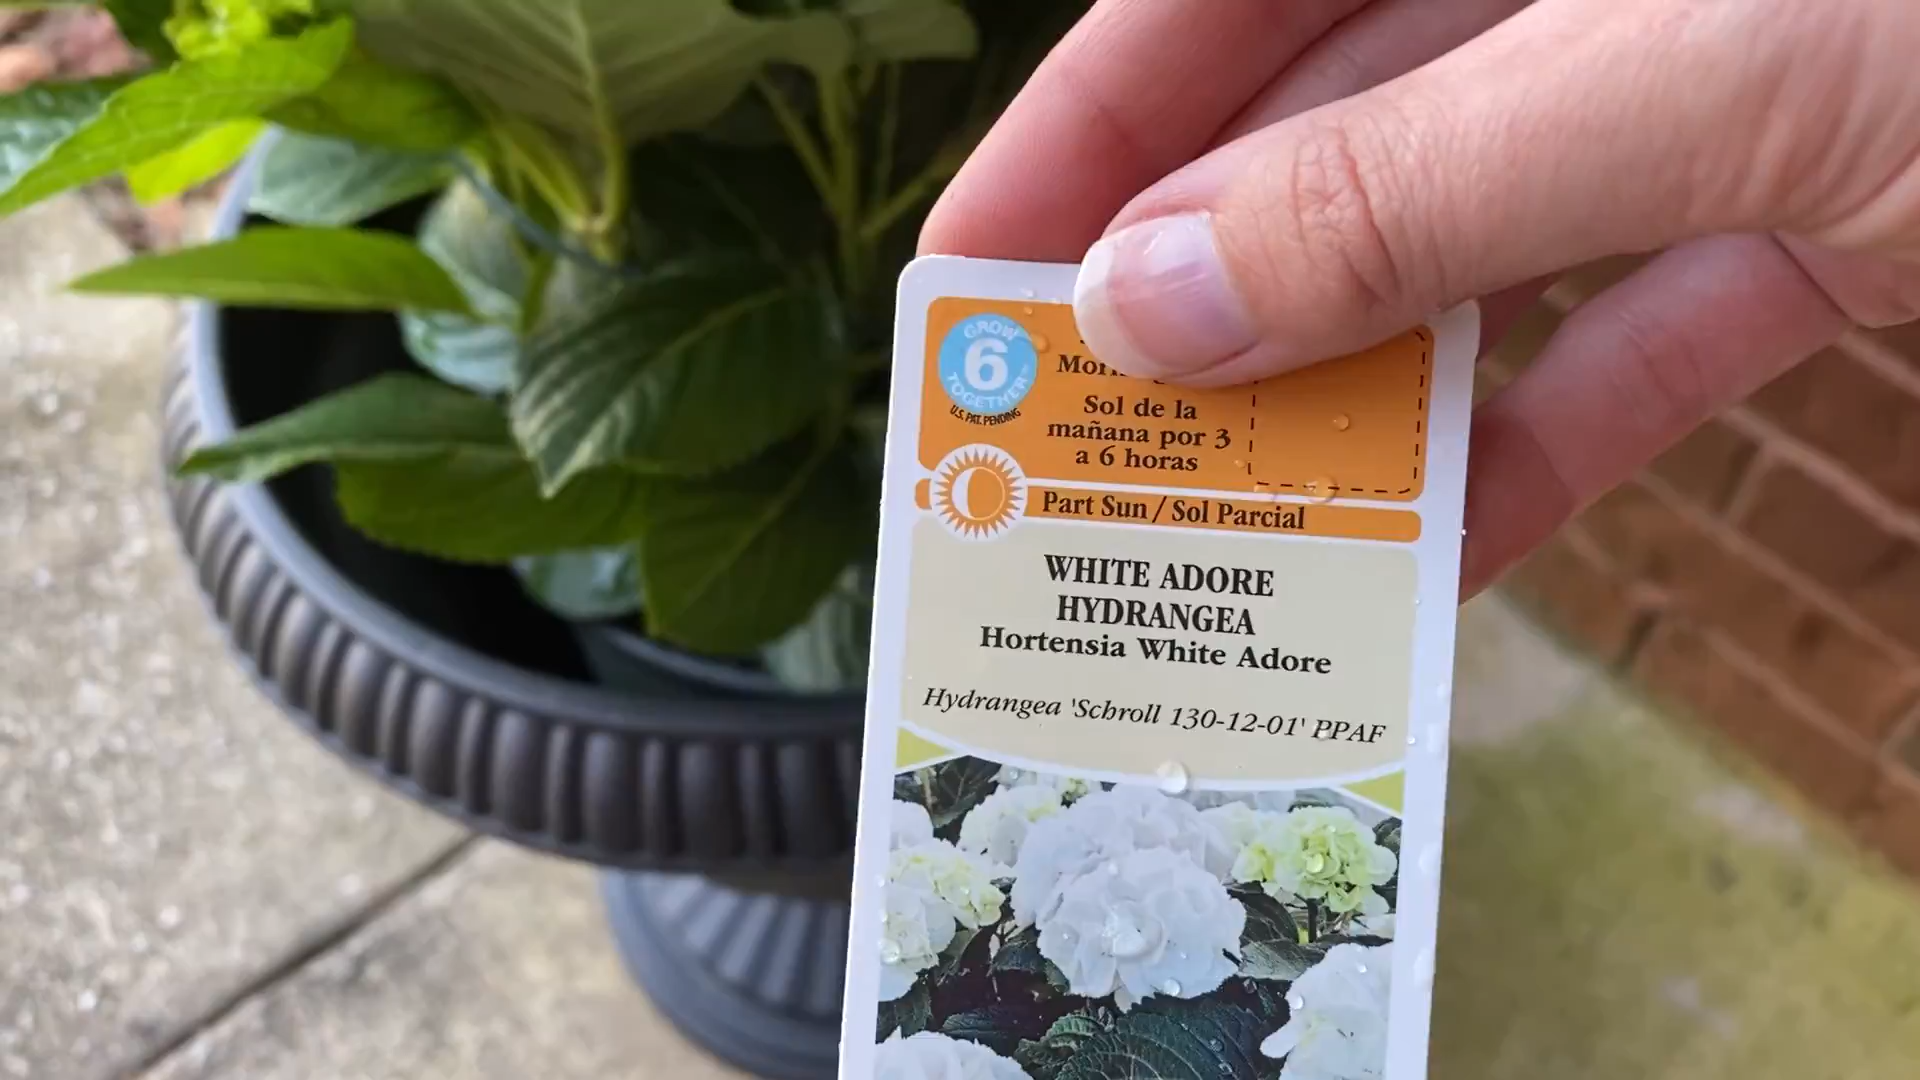 GROW
6
TOGETHER
U.S. PAT. PENDING
Sol de la
mañana por 3
a 6 horas
Part Sun / Sol Parcial
WHITE ADORE
HYDRANGEA
Hortensia White Adore
Hydrangea 'Schroll 130-12-01' PPAF